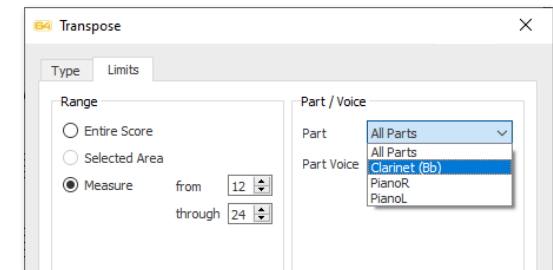 64 Transpose
Type Limits
Range
Entire Score
Selected Area
Measure from 12
through 24
Part / Voice
Part All Parts
All Parts
Clarinet (Bb)
PianoR
PianoL
Part Voice